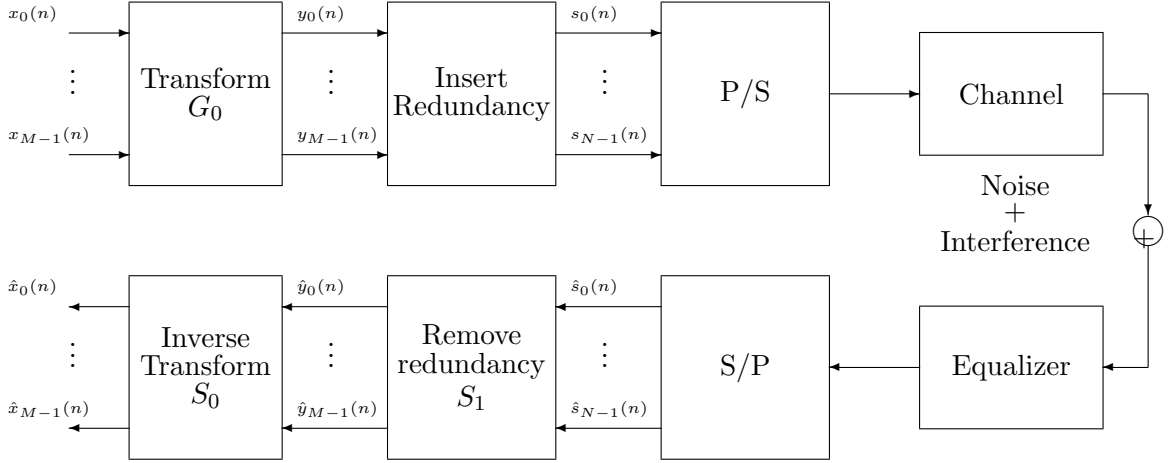 x_0(n) y_0(n) s_0(n)
⋮ Transform G_0 ⋮ Insert Redundancy ⋮ P/S Channel
x_{M−1}(n) y_{M−1}(n) s_{N−1}(n)
Noise
+
Interference
+
x̂_0(n) ŷ_0(n) ŝ_0(n)
⋮ Inverse Transform S_0 ⋮ Remove redundancy S_1 ⋮ S/P Equalizer
x̂_{M−1}(n) ŷ_{M−1}(n) ŝ_{N−1}(n)